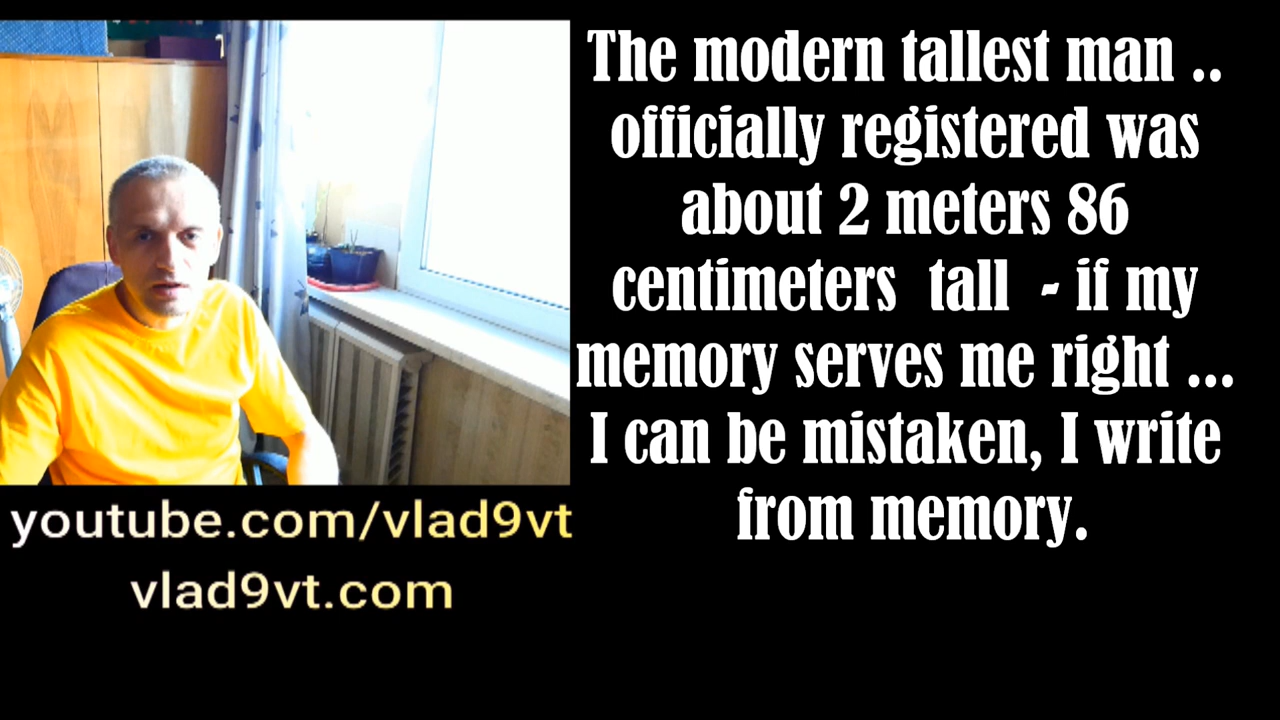 The modern tallest man ..
officially registered was
about 2 meters 86
centimeters tall - if my
memory serves me right ...
I can be mistaken, I write
from memory.
youtube.com/vlad9vt
vlad9vt.com